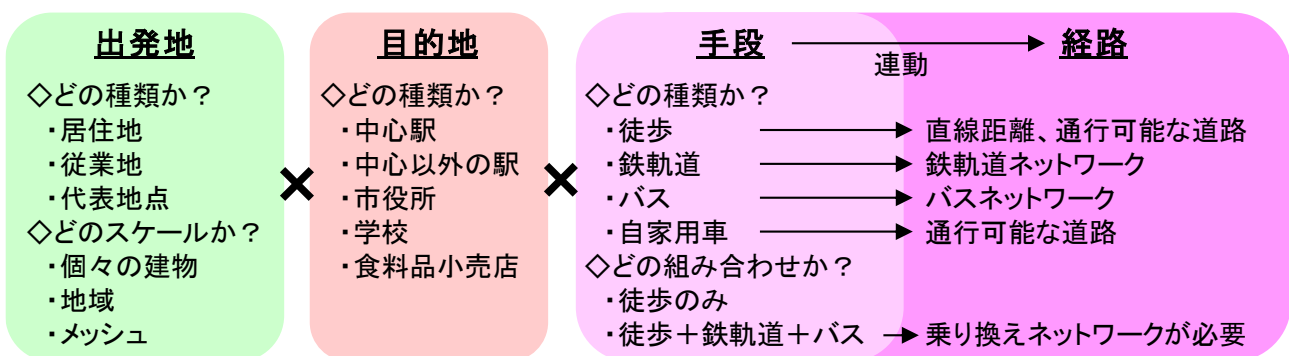 出発地
◇どの種類か？
・居住地
・従業地
・代表地点
◇どのスケールか？
・個々の建物
・地域
・メッシュ
×
目的地
◇どの種類か？
・中心駅
・中心以外の駅
・市役所
・学校
・食料品小売店
×
手段 → 経路
連動
◇どの種類か？
・徒歩 → 直線距離、通行可能な道路
・鉄軌道 → 鉄軌道ネットワーク
・バス → バスネットワーク
・自家用車 → 通行可能な道路
◇どの組み合わせか？
・徒歩のみ
・徒歩＋鉄軌道＋バス → 乗り換えネットワークが必要